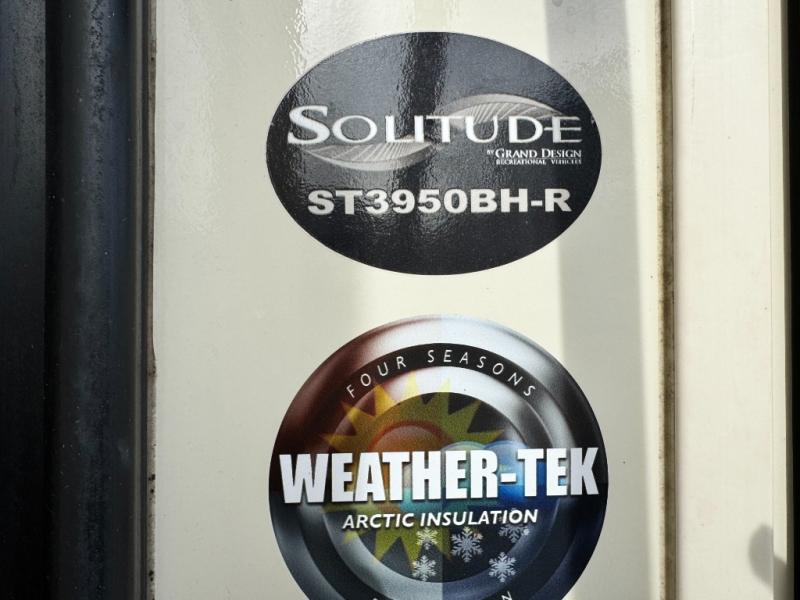 SOLITUDE
BY GRAND DESIGN
RECREATIONAL VEHICLES
ST3950BH-R
FOUR SEASONS
WEATHER-TEK
ARCTIC INSULATION